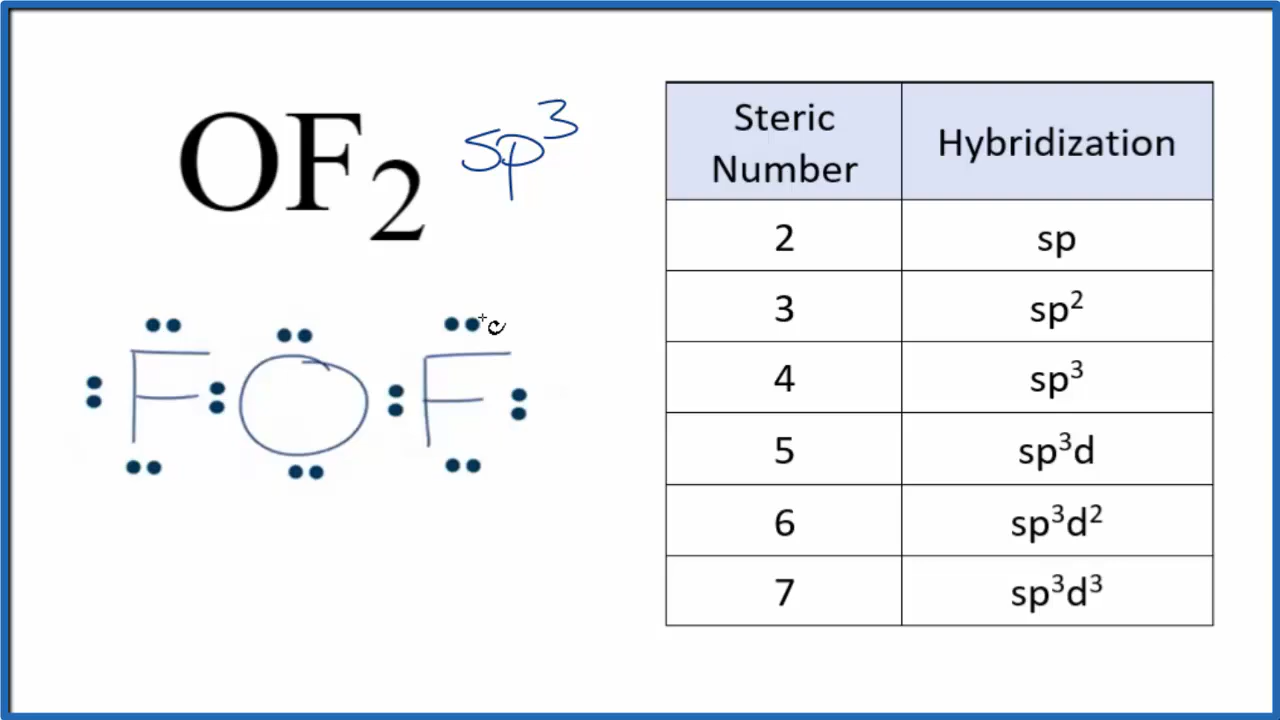 OF₂ sp³
F O F
Steric Number Hybridization
2 sp
3 sp²
4 sp³
5 sp³d
6 sp³d²
7 sp³d³